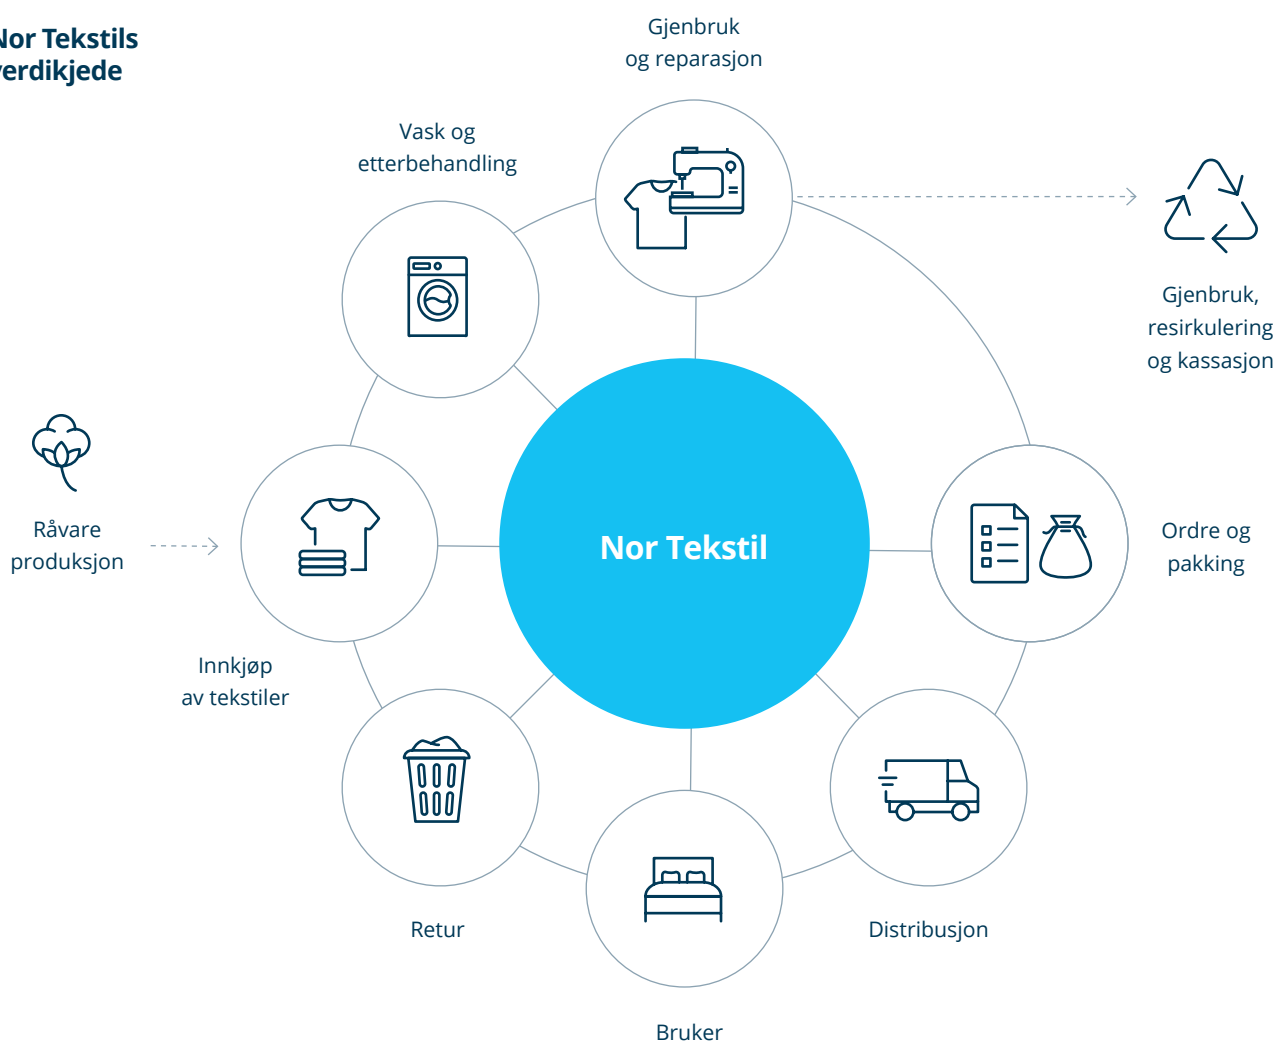 Nor Tekstils
verdikjede
Gjenbruk
og reparasjon
Vask og
etterbehandling
Gjenbruk,
resirkulering
og kassasjon
Råvare
produksjon
Nor Tekstil
Ordre og
pakking
Innkjøp
av tekstiler
Retur
Distribusjon
Bruker